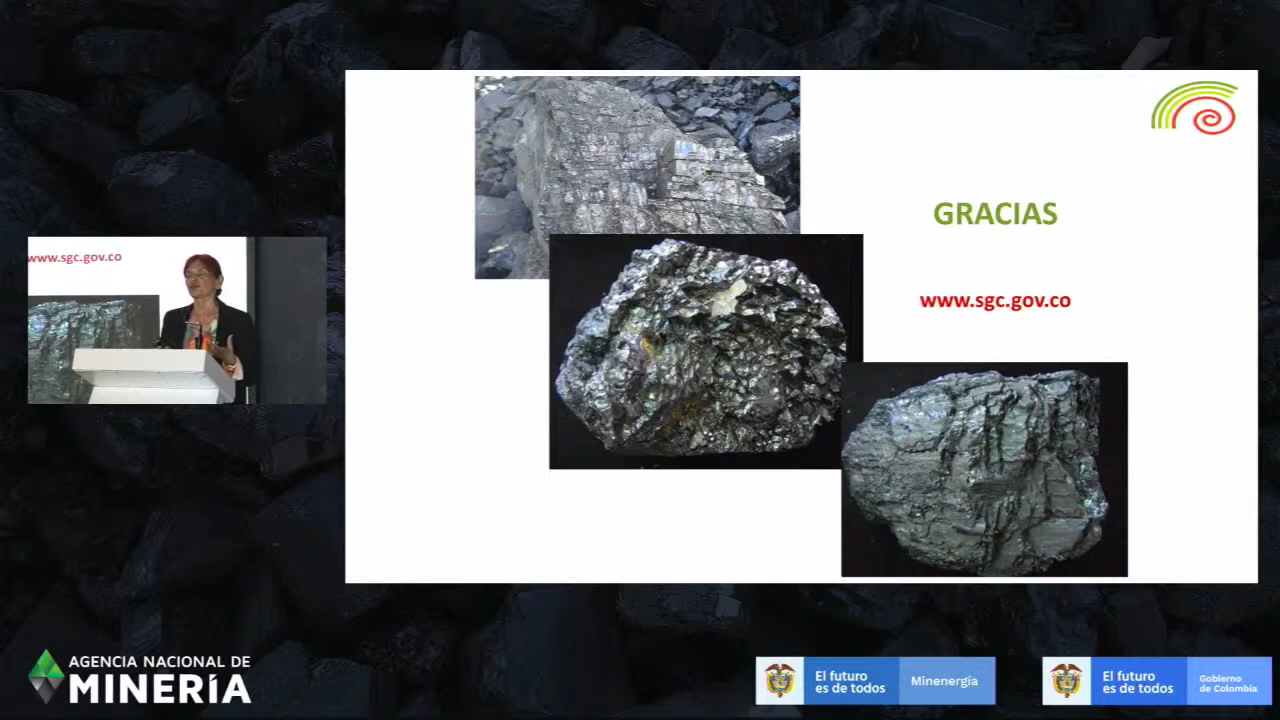 GRACIAS
www.sgc.gov.co
www.sgc.gov.co
AGENCIA NACIONAL DE
MINERÍA
El futuro
es de todos
Minenergía
El futuro
es de todos
Gobierno
de Colombia